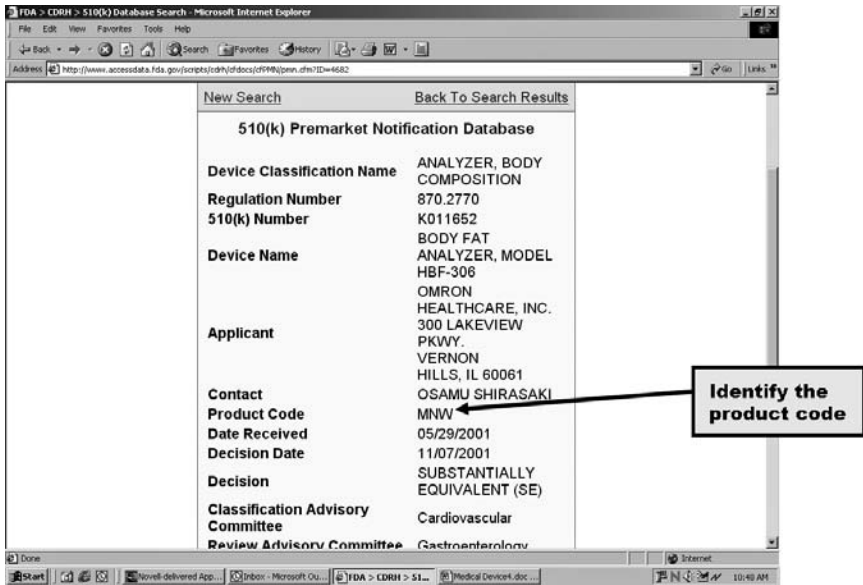 FDA > CDRH > 510(k) Database Search - Microsoft Internet Explorer
File Edit View Favorites Tools Help
Back Search Favorites History
Address http://www.accessdata.fda.gov/scripts/cdrh/cfdocs/cfPMN/pmn.cfm?ID=4682 Go Links »
New Search Back To Search Results
510(k) Premarket Notification Database
Device Classification Name ANALYZER, BODY
COMPOSITION
Regulation Number 870.2770
510(k) Number K011652
Device Name BODY FAT
ANALYZER, MODEL
HBF-306
Applicant OMRON
HEALTHCARE, INC.
300 LAKEVIEW
PKWY.
VERNON
HILLS, IL 60061
Contact OSAMU SHIRASAKI
Product Code MNW
Date Received 05/29/2001
Decision Date 11/07/2001
Decision SUBSTANTIALLY
EQUIVALENT (SE)
Classification Advisory
Committee Cardiovascular
Review Advisory Committee Gastroenterology
Identify the
product code
Done Internet
Start Novell-delivered App... Inbox - Microsoft Ou... FDA > CDRH > 51... Medical Device4.doc ... 10:40 AM